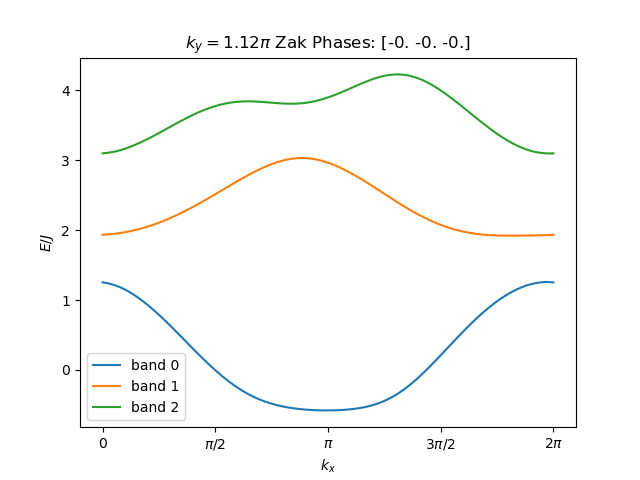 $k_y = 1.12\pi$ Zak Phases: [-0. -0. -0.]
E/J
4
3
2
1
0
band 0
band 1
band 2
0 π/2 π 3π/2 2π
$k_x$